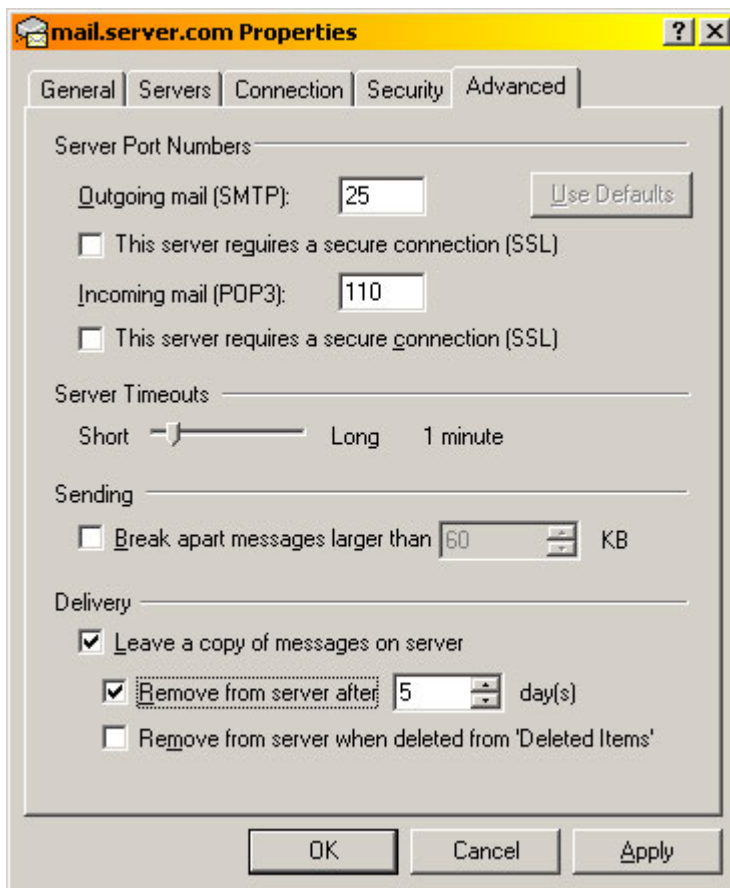 mail.server.com Properties
General Servers Connection Security Advanced
Server Port Numbers
Outgoing mail (SMTP): 25 Use Defaults
This server requires a secure connection (SSL)
Incoming mail (POP3): 110
This server requires a secure connection (SSL)
Server Timeouts
Short Long 1 minute
Sending
Break apart messages larger than 60 KB
Delivery
Leave a copy of messages on server
Remove from server after 5 day(s)
Remove from server when deleted from 'Deleted Items'
OK Cancel Apply